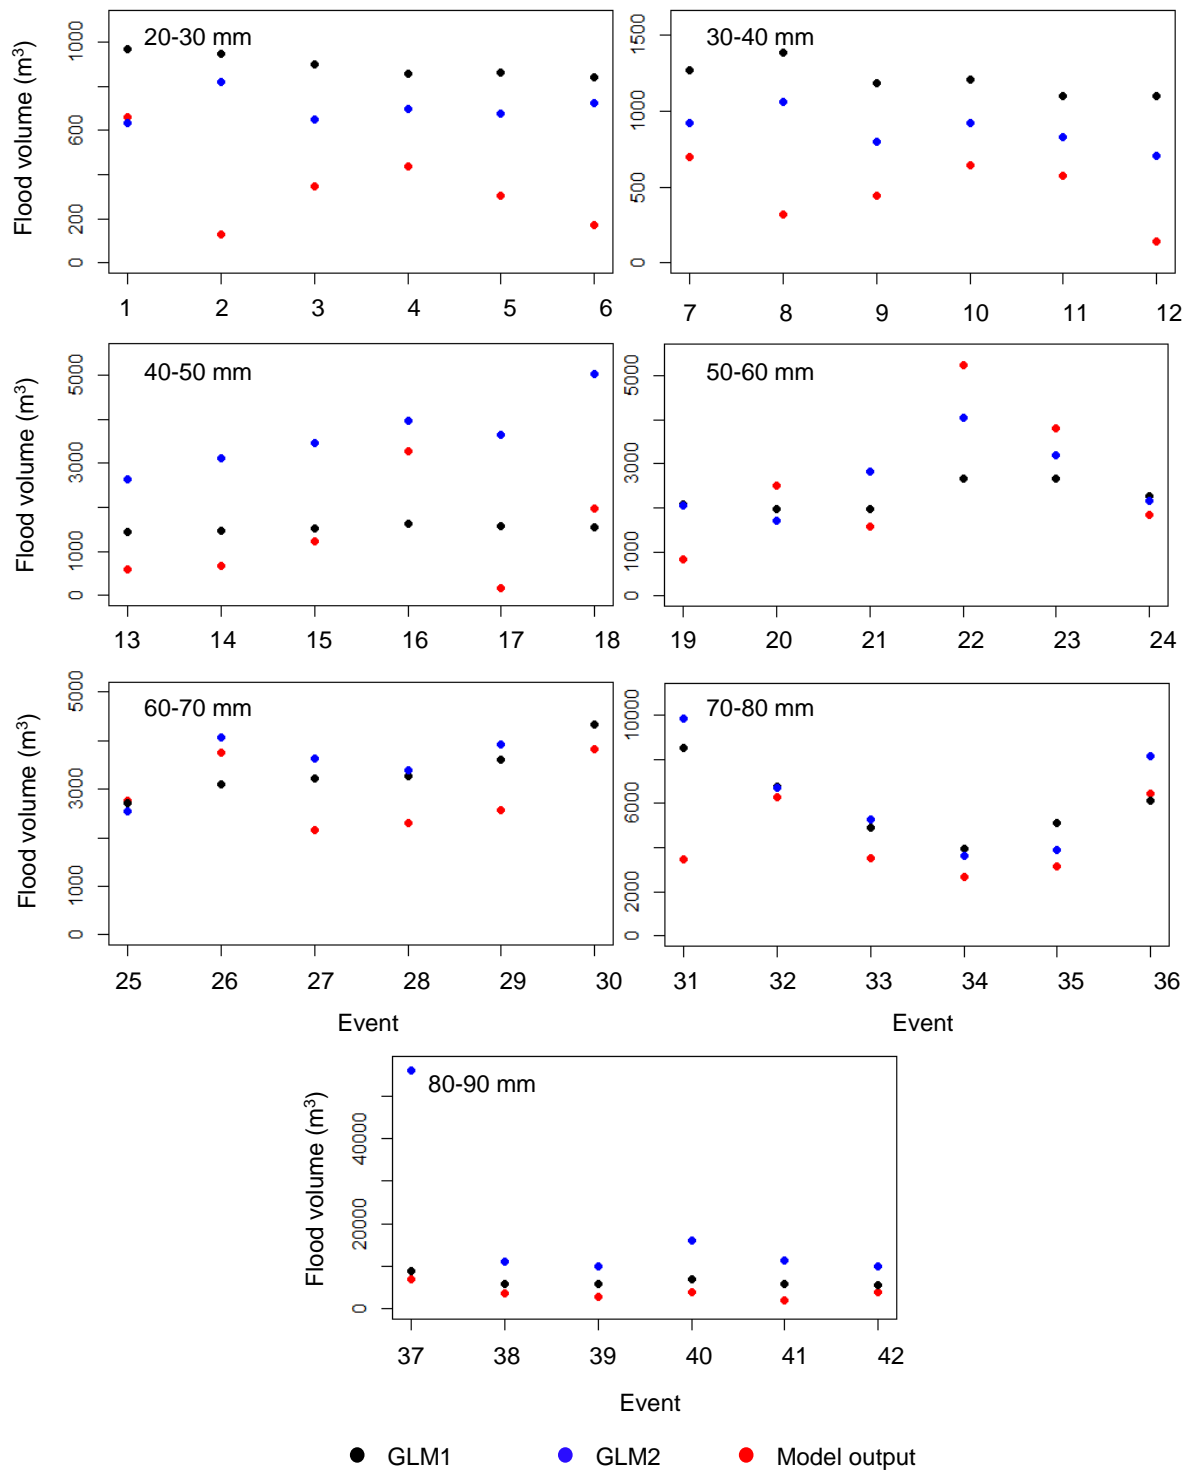 20-30 mm
Flood volume (m³)
0 200 600 1000
1 2 3 4 5 6
30-40 mm
0 500 1000 1500
7 8 9 10 11 12
40-50 mm
Flood volume (m³)
0 1000 3000 5000
13 14 15 16 17 18
50-60 mm
0 1000 3000 5000
19 20 21 22 23 24
60-70 mm
Flood volume (m³)
0 1000 3000 5000
25 26 27 28 29 30
Event
70-80 mm
0 2000 6000 10000
31 32 33 34 35 36
Event
80-90 mm
Flood volume (m³)
0 20000 40000
37 38 39 40 41 42
Event
GLM1 GLM2 Model output